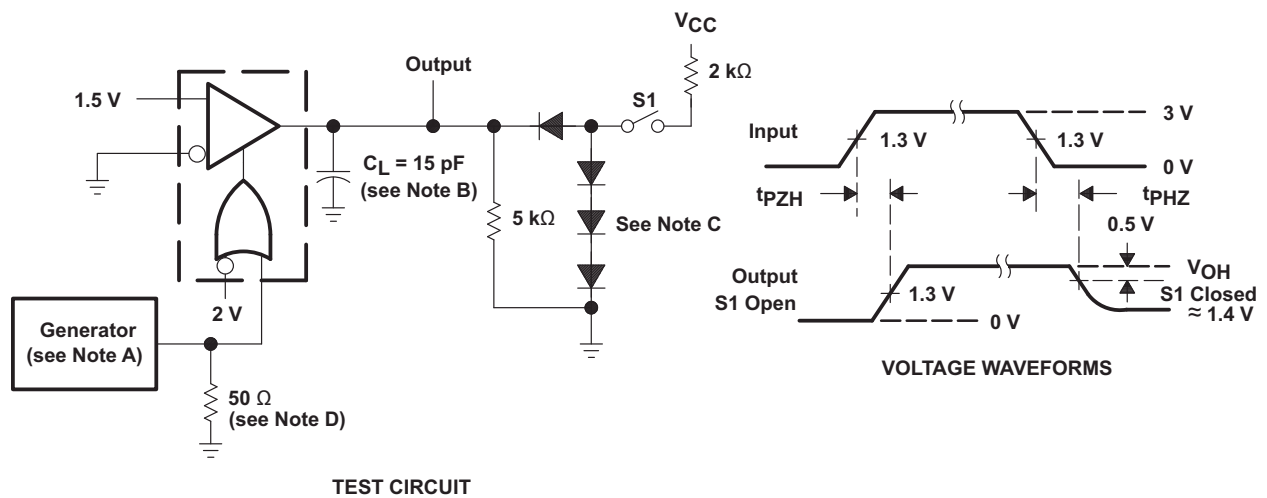 VCC
2 kΩ
Output
S1
1.5 V
CL = 15 pF
(see Note B)
5 kΩ
See Note C
2 V
Generator
(see Note A)
50 Ω
(see Note D)
TEST CIRCUIT
Input
1.3 V
1.3 V
3 V
0 V
tPZH
tPHZ
0.5 V
Output
S1 Open
1.3 V
0 V
VOH
S1 Closed
≈ 1.4 V
VOLTAGE WAVEFORMS